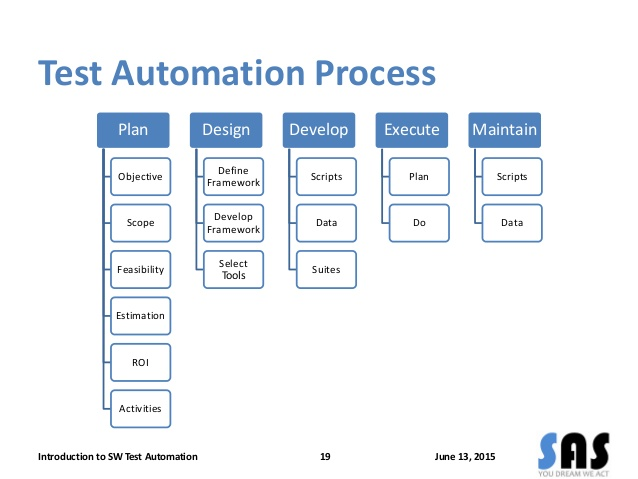 Test Automation Process
Plan
Objective
Scope
Feasibility
Estimation
ROI
Activities
Design
Define
Framework
Develop
Framework
Select
Tools
Develop
Scripts
Data
Suites
Execute
Plan
Do
Maintain
Scripts
Data
Introduction to SW Test Automation
19
June 13, 2015
SAS
YOU DREAM WE ACT